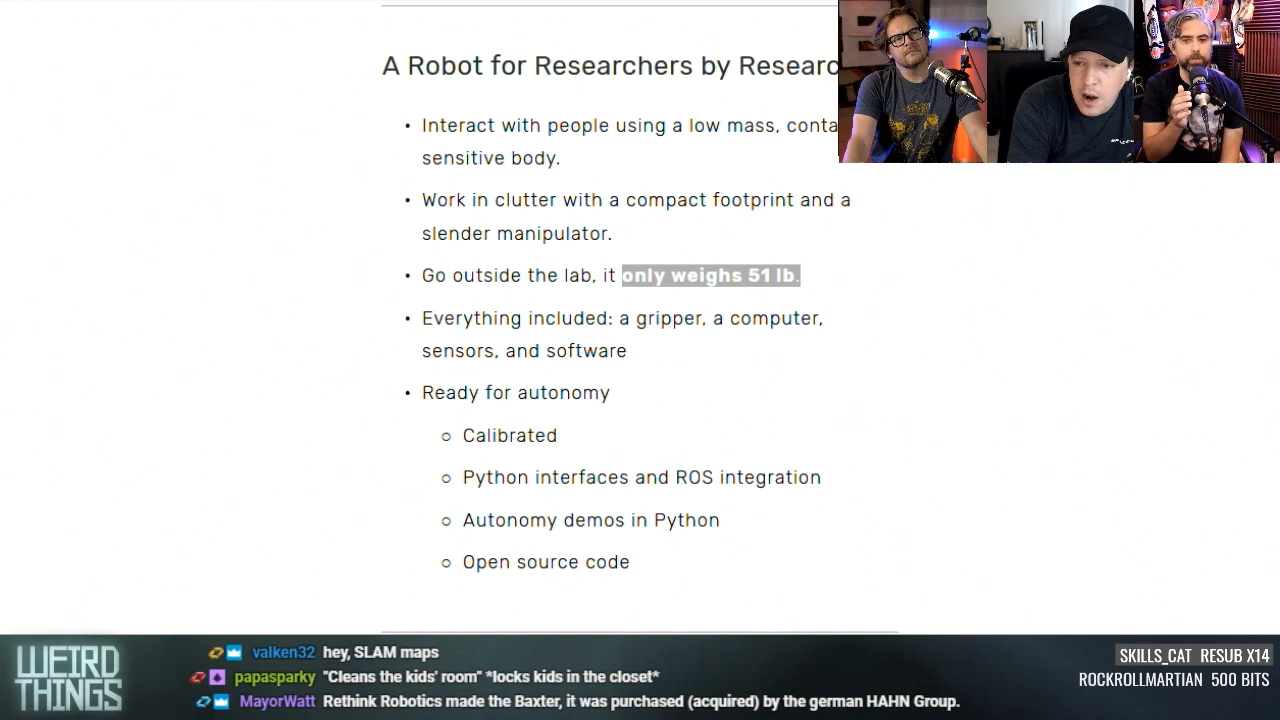 A Robot for Researchers by Researc
• Interact with people using a low mass, conta
sensitive body.
• Work in clutter with a compact footprint and a
slender manipulator.
• Go outside the lab, it only weighs 51 lb.
• Everything included: a gripper, a computer,
sensors, and software
• Ready for autonomy
○ Calibrated
○ Python interfaces and ROS integration
○ Autonomy demos in Python
○ Open source code
WEIRD
THINGS
valken32 hey, SLAM maps
papasparky "Cleans the kids' room" *locks kids in the closet*
MayorWatt Rethink Robotics made the Baxter, it was purchased (acquired) by the german HAHN Group.
SKILLS_CAT RESUB X14
ROCKROLLMARTIAN 500 BITS